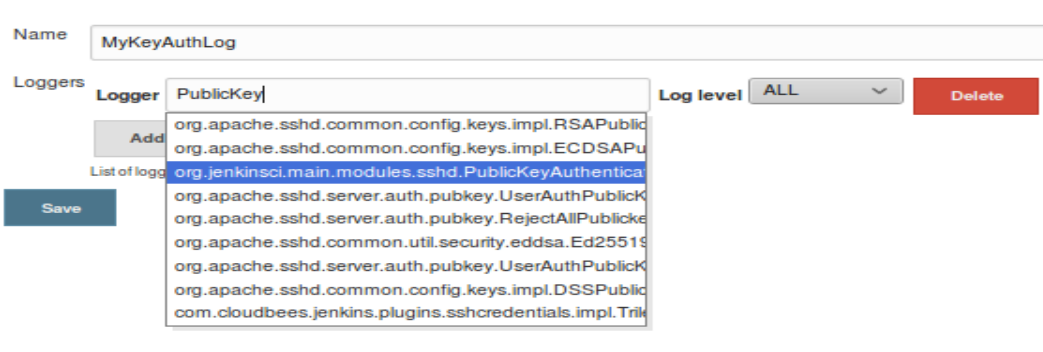 Name MyKeyAuthLog
Loggers Logger PublicKey Log level ALL Delete
org.apache.sshd.common.config.keys.impl.RSAPublic
Add org.apache.sshd.common.config.keys.impl.ECDSAPu
List of logg org.jenkinsci.main.modules.sshd.PublicKeyAuthentica
Save org.apache.sshd.server.auth.pubkey.UserAuthPublicK
org.apache.sshd.server.auth.pubkey.RejectAllPublicke
org.apache.sshd.common.util.security.eddsa.Ed25519
org.apache.sshd.server.auth.pubkey.UserAuthPublicK
org.apache.sshd.common.config.keys.impl.DSSPublic
com.cloudbees.jenkins.plugins.sshcredentials.impl.Tril